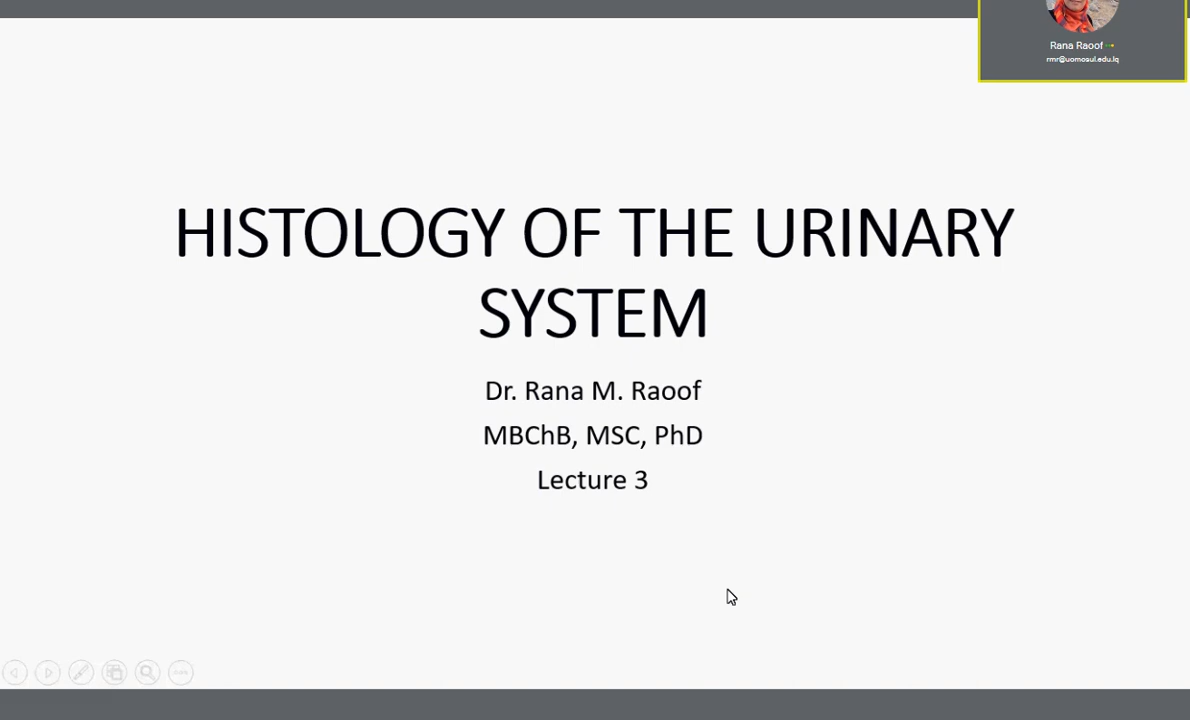 Rana Raoof
rmr@uomosul.edu.iq
HISTOLOGY OF THE URINARY
SYSTEM
Dr. Rana M. Raoof
MBChB, MSC, PhD
Lecture 3